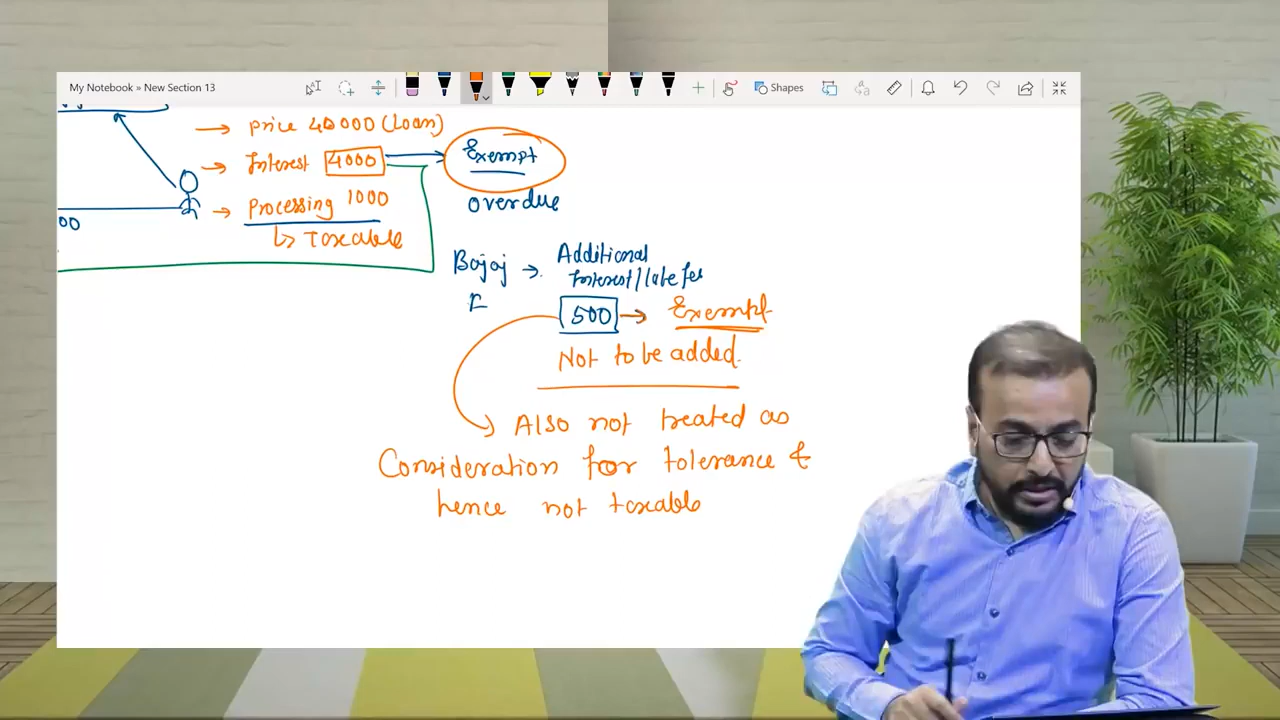 My Notebook » New Section 13
Shapes
→ Price 40000 (Loan)
→ Interest 4000 → Exempt
overdue
→ Processing 1000
↳ Taxable
00
Bajaj → Additional
Interest/late fee
F
500 → Exempt
Not to be added.
Also not treated as
Consideration for tolerance &
hence not taxable